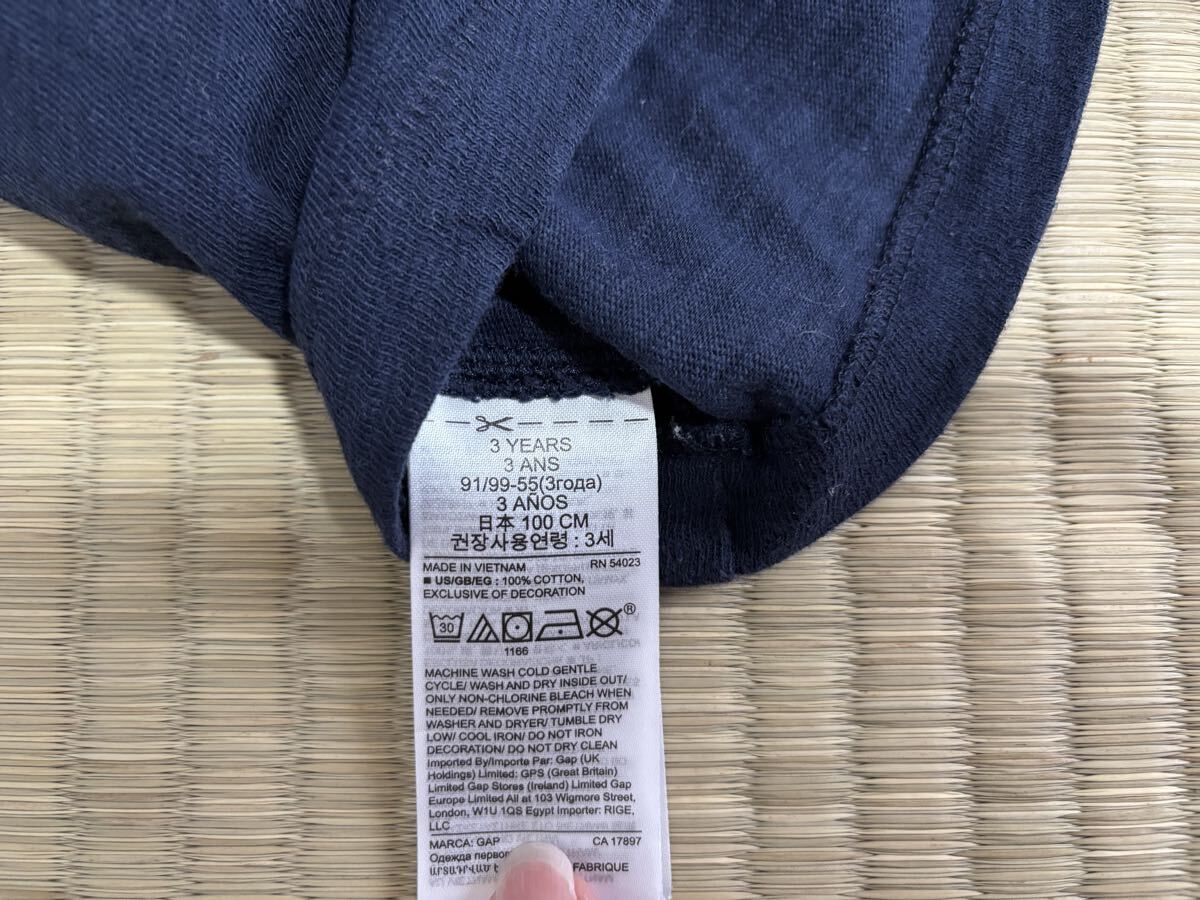 3 YEARS
3 ANS
91/99-55(3года)
3 AÑOS
日本 100 CM
권장사용연령 : 3세
MADE IN VIETNAM RN 54023
■ US/GB/EG : 100% COTTON,
EXCLUSIVE OF DECORATION
30 ®
1166
MACHINE WASH COLD GENTLE
CYCLE/ WASH AND DRY INSIDE OUT/
ONLY NON-CHLORINE BLEACH WHEN
NEEDED/ REMOVE PROMPTLY FROM
WASHER AND DRYER/ TUMBLE DRY
LOW/ COOL IRON/ DO NOT IRON
DECORATION/ DO NOT DRY CLEAN
Imported By/Importe Par: Gap (UK
Holdings) Limited: GPS (Great Britain)
Limited Gap Stores (Ireland) Limited Gap
Europe Limited All at 103 Wigmore Street,
London, W1U 1QS Egypt Importer: RIGE,
LLC
MARCA: GAP CA 17897
Одежда
FABRIQUE